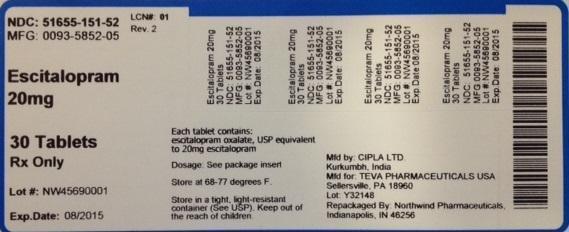 NDC: 51655-151-52
MFG: 0093-5852-05
LCN#: 01
Rev. 2
Escitalopram
20mg
30 Tablets
Rx Only
Lot #: NW45690001
Exp.Date: 08/2015
Each tablet contains:
escitalopram oxalate, USP equivalent
to 20mg escitalopram
Dosage: See package insert
Store at 68-77 degrees F.
Store in a tight, light-resistant
container (See USP). Keep out of
the reach of children.
Escitalopram 20mg
30 Tablets
NDC: 51655-151-52
MFG: 0093-5852-05
Lot #: NW45690001
Exp.Date: 08/2015
Escitalopram 20mg
30 Tablets
NDC: 51655-151-52
MFG: 0093-5852-05
Lot #: NW45690001
Exp.Date: 08/2015
Escitalopram 20mg
30 Tablets
NDC: 51655-151-52
MFG: 0093-5852-05
Lot #: NW45690001
Exp.Date: 08/2015
Escitalopram 20mg
30 Tablets
NDC: 51655-151-52
MFG: 0093-5852-05
Lot #: NW45690001
Exp.Date: 08/2015
Mfd by: CIPLA LTD.
Kurkumbh, India
Mfd for: TEVA PHARMACEUTICALS USA
Sellersville, PA 18960
Lot: Y32148
Repackaged By: Northwind Pharmaceuticals,
Indianapolis, IN 46256